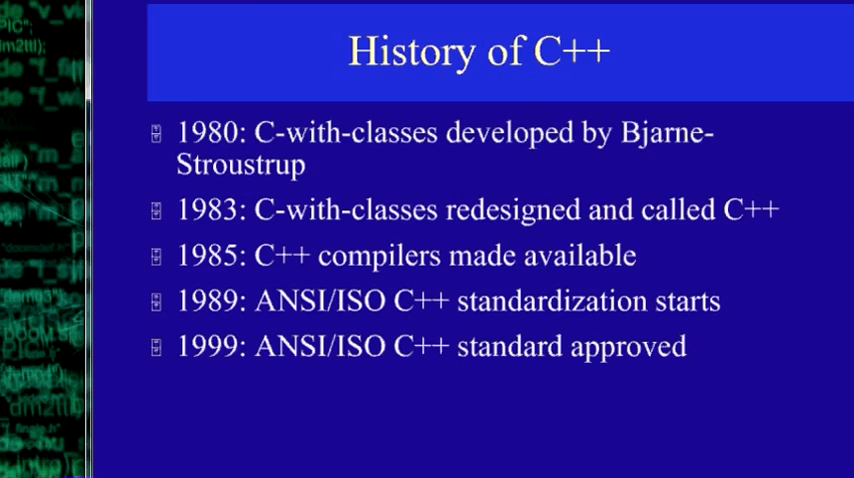 History of C++
1980: C-with-classes developed by Bjarne-
Stroustrup
1983: C-with-classes redesigned and called C++
1985: C++ compilers made available
1989: ANSI/ISO C++ standardization starts
1999: ANSI/ISO C++ standard approved